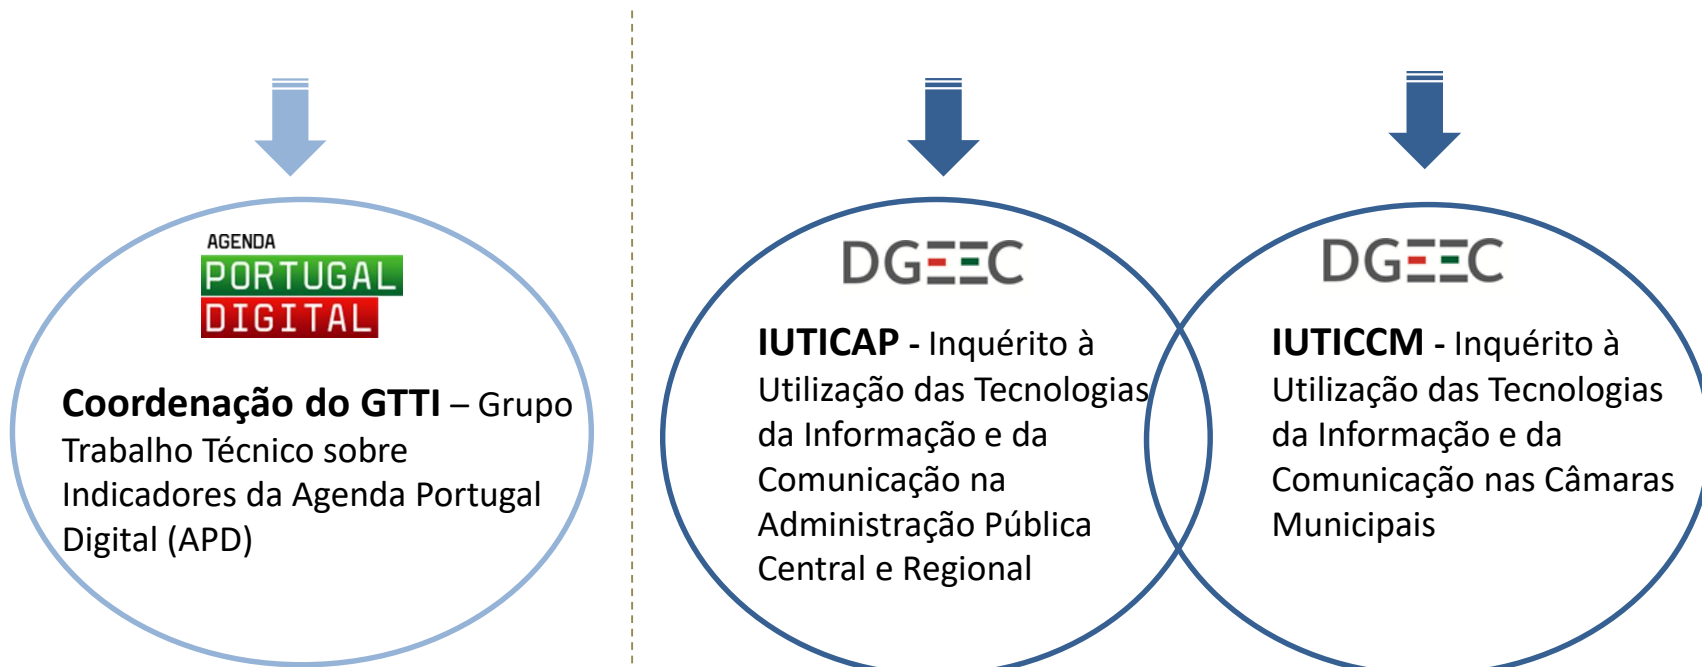 AGENDA
PORTUGAL
DIGITAL
Coordenação do GTTI – Grupo
Trabalho Técnico sobre
Indicadores da Agenda Portugal
Digital (APD)
DGEEC
IUTICAP - Inquérito à
Utilização das Tecnologias
da Informação e da
Comunicação na
Administração Pública
Central e Regional
DGEEC
IUTICCM - Inquérito à
Utilização das Tecnologias
da Informação e da
Comunicação nas Câmaras
Municipais